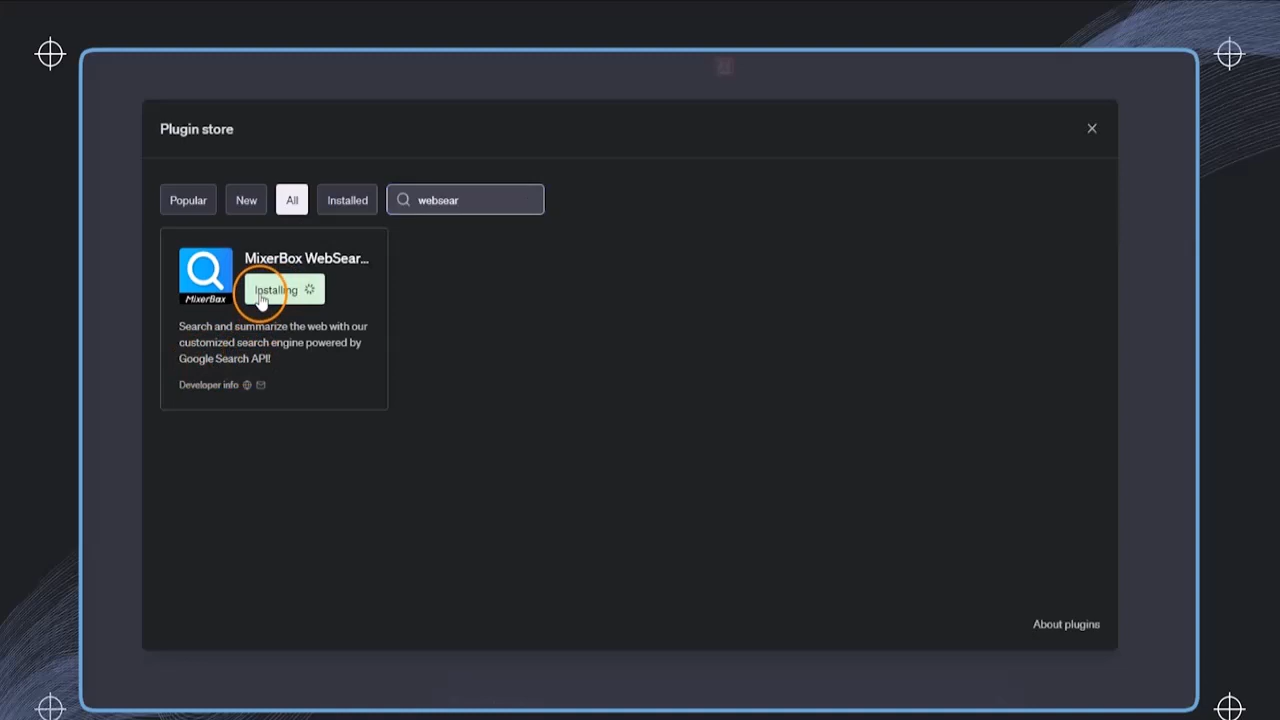 Plugin store
Popular
New
All
Installed
websear
MixerBox WebSear...
MixerBox
Installing
Search and summarize the web with our
customized search engine powered by
Google Search API!
Developer info
About plugins